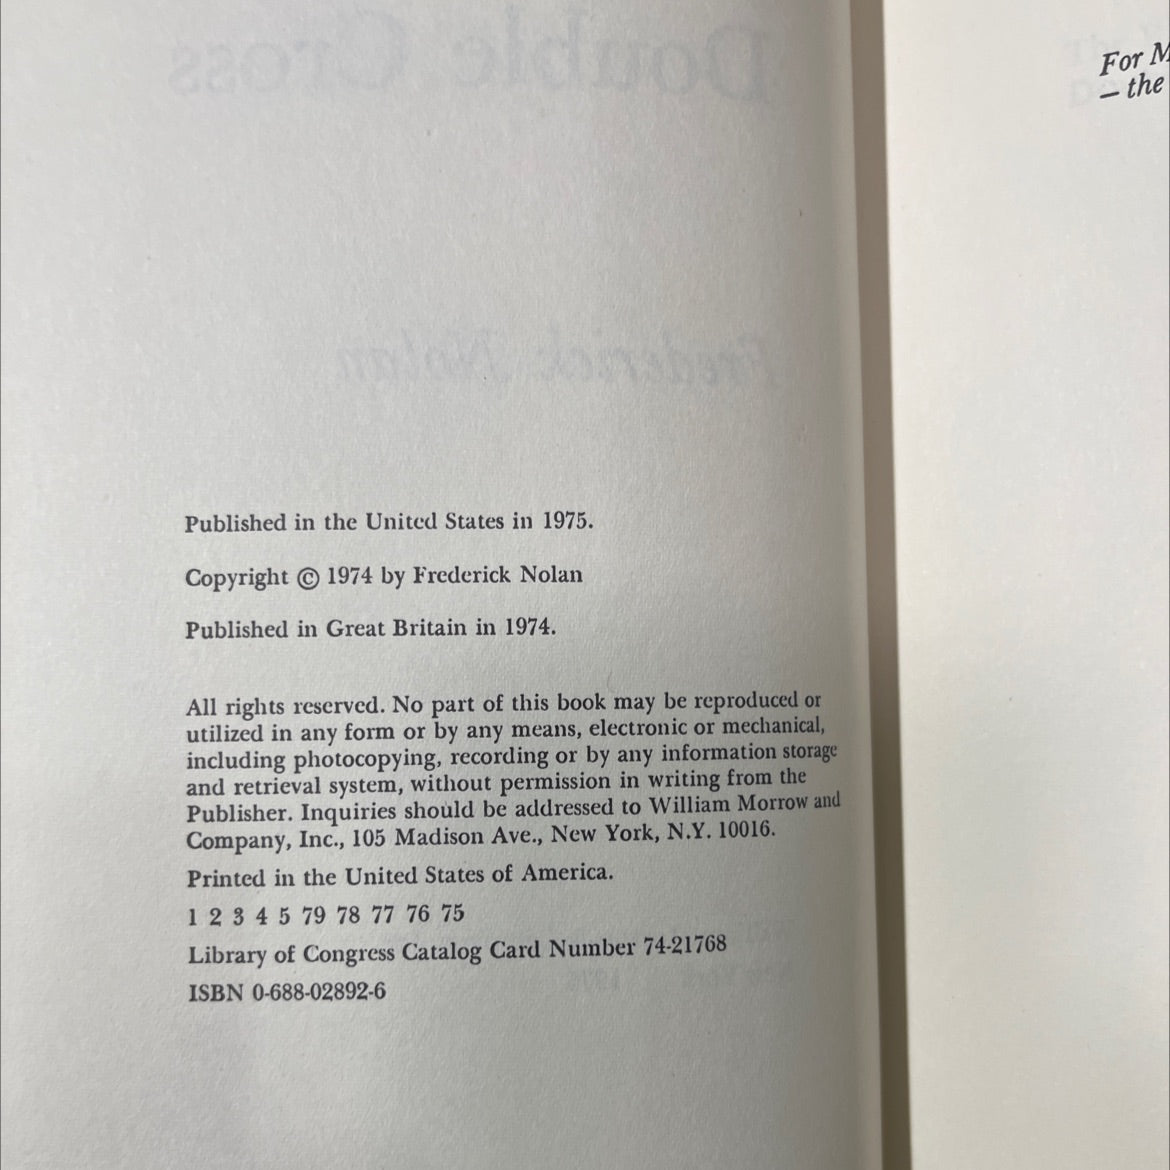 Double Cross
Frederick Nolan
Published in the United States in 1975.
Copyright © 1974 by Frederick Nolan
Published in Great Britain in 1974.
All rights reserved. No part of this book may be reproduced or
utilized in any form or by any means, electronic or mechanical,
including photocopying, recording or by any information storage
and retrieval system, without permission in writing from the
Publisher. Inquiries should be addressed to William Morrow and
Company, Inc., 105 Madison Ave., New York, N.Y. 10016.
Printed in the United States of America.
1 2 3 4 5 79 78 77 76 75
Library of Congress Catalog Card Number 74-21768
ISBN 0-688-02892-6
For M
– the